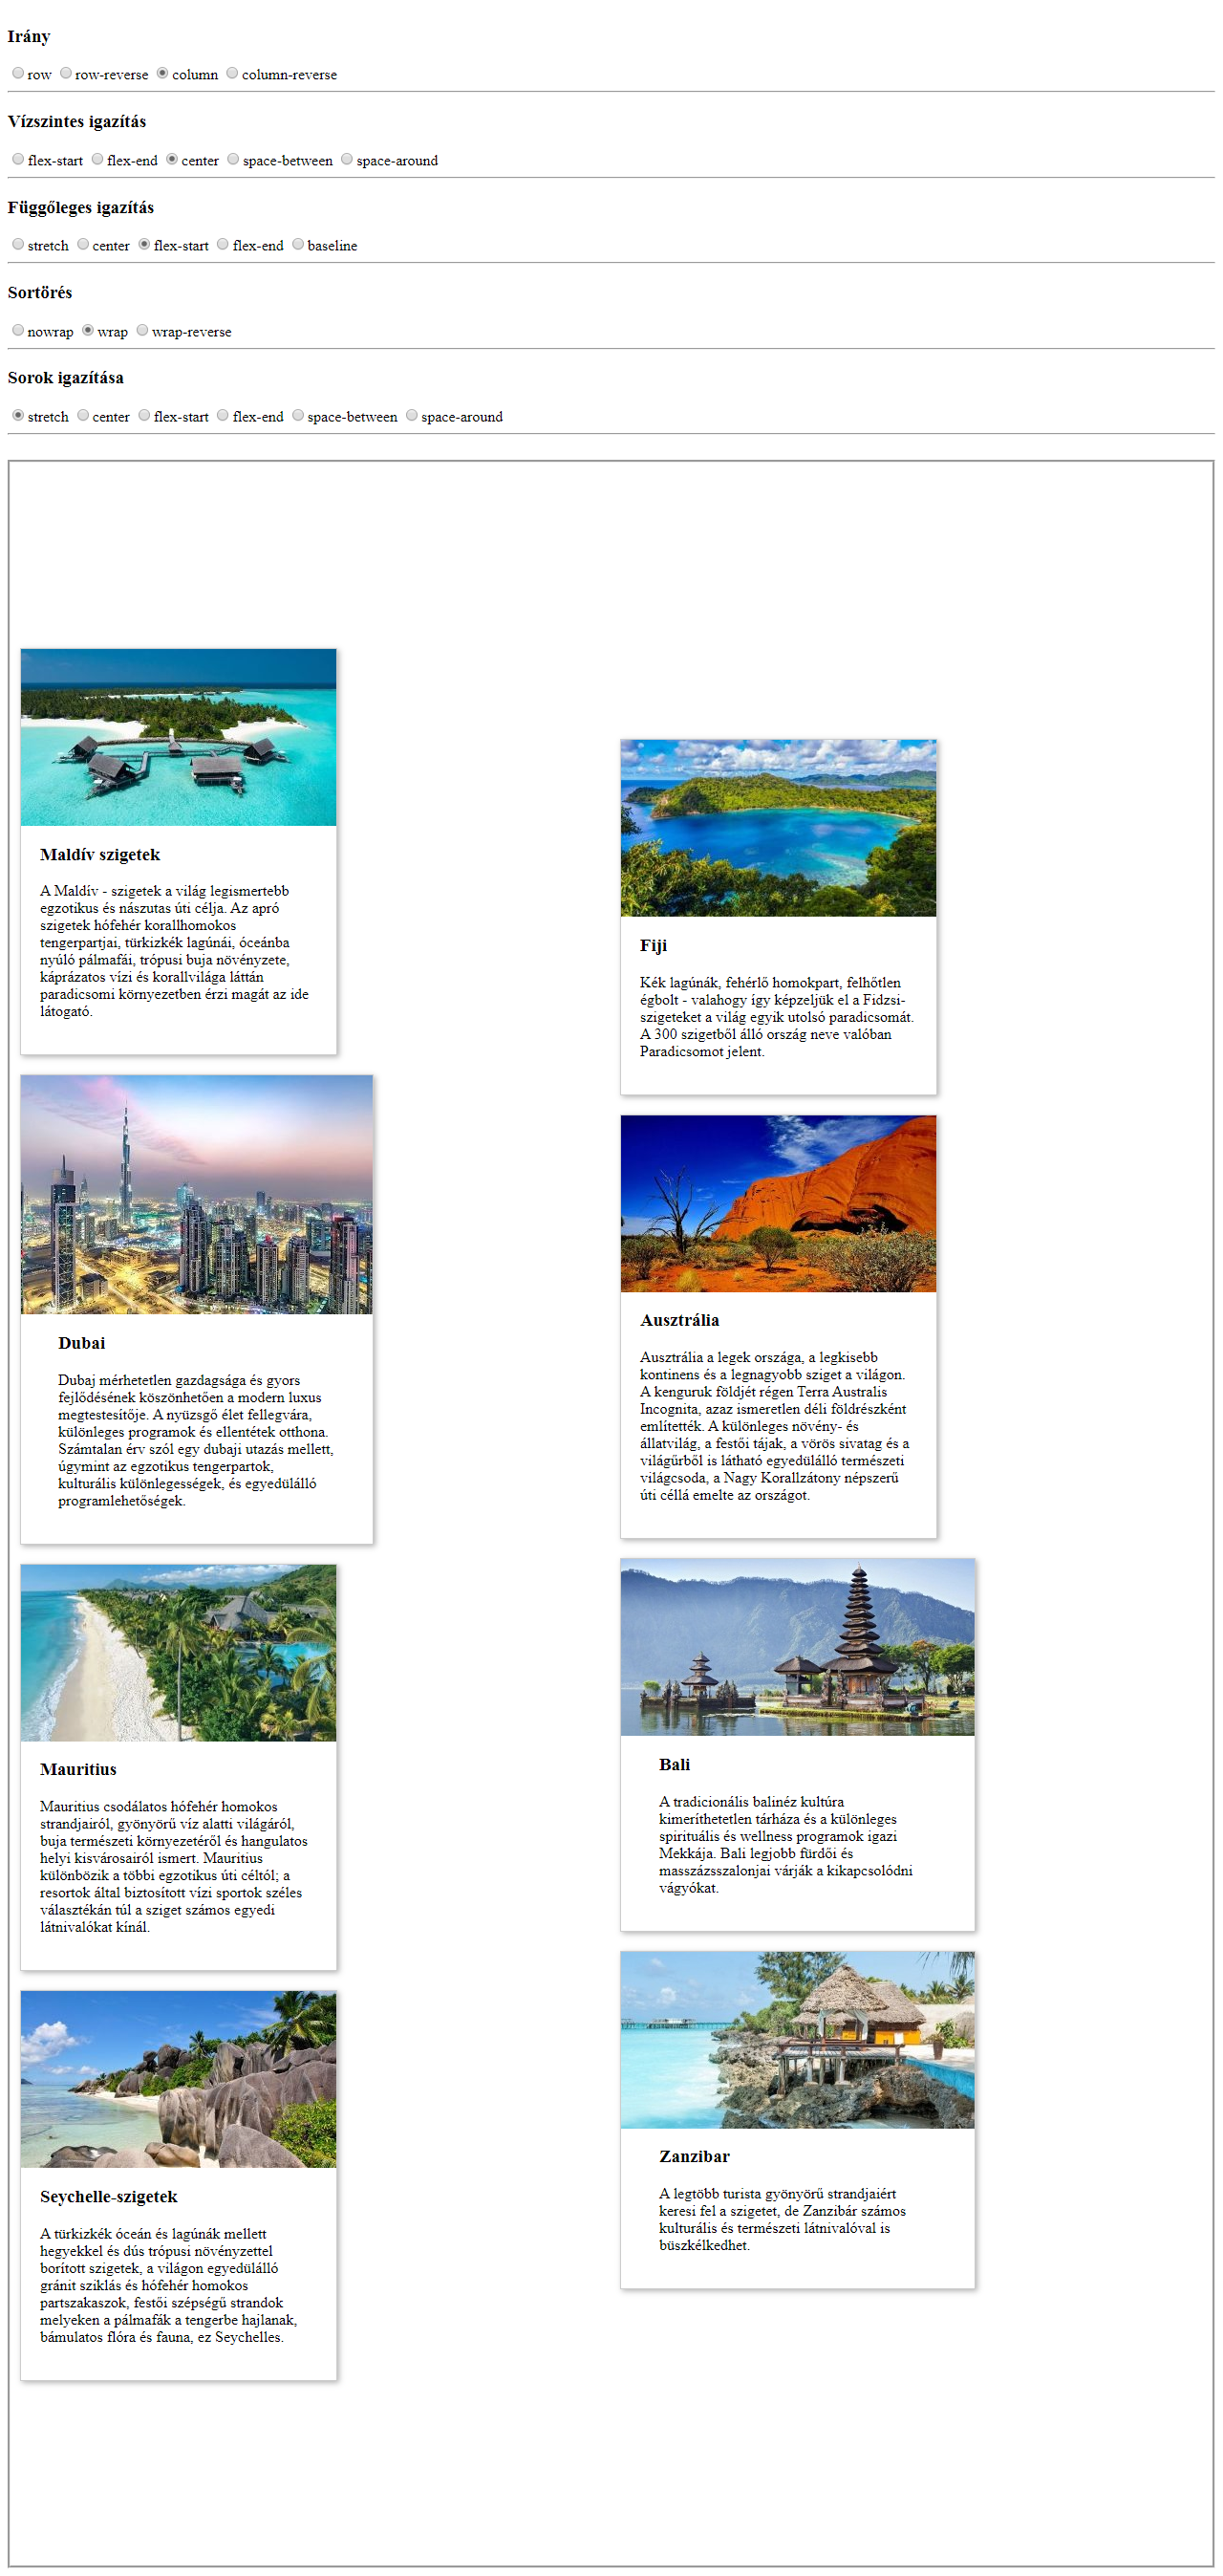 Irány
row row-reverse column column-reverse
Vízszintes igazítás
flex-start flex-end center space-between space-around
Függőleges igazítás
stretch center flex-start flex-end baseline
Sortörés
nowrap wrap wrap-reverse
Sorok igazítása
stretch center flex-start flex-end space-between space-around
Maldív szigetek
A Maldív - szigetek a világ legismertebb
egzotikus és nászutas úti célja. Az apró
szigetek hófehér korallhomokos
tengerpartjai, türkizkék lagúnái, óceánba
nyúló pálmafái, trópusi buja növényzete,
káprázatos vízi és korallvilága láttán
paradicsomi környezetben érzi magát az ide
látogató.
Dubai
Dubaj mérhetetlen gazdagsága és gyors
fejlődésének köszönhetően a modern luxus
megtestesítője. A nyüzsgő élet fellegvára,
különleges programok és ellentétek otthona.
Számtalan érv szól egy dubaji utazás mellett,
úgymint az egzotikus tengerpartok,
kulturális különlegességek, és egyedülálló
programlehetőségek.
Mauritius
Mauritius csodálatos hófehér homokos
strandjairól, gyönyörű víz alatti világáról,
buja természeti környezetéről és hangulatos
helyi kisvárosairól ismert. Mauritius
különbözik a többi egzotikus úti céltól; a
resortok által biztosított vízi sportok széles
választékán túl a sziget számos egyedi
látnivalókat kínál.
Seychelle-szigetek
A türkizkék óceán és lagúnák mellett
hegyekkel és dús trópusi növényzettel
borított szigetek, a világon egyedülálló
gránit sziklás és hófehér homokos
partszakaszok, festői szépségű strandok
melyeken a pálmafák a tengerbe hajlanak,
bámulatos flóra és fauna, ez Seychelles.
Fiji
Kék lagúnák, fehérlő homokpart, felhőtlen
égbolt - valahogy így képzeljük el a Fidzsi-
szigeteket a világ egyik utolsó paradicsomát.
A 300 szigetből álló ország neve valóban
Paradicsomot jelent.
Ausztrália
Ausztrália a legek országa, a legkisebb
kontinens és a legnagyobb sziget a világon.
A kenguruk földjét régen Terra Australis
Incognita, azaz ismeretlen déli földrészként
említették. A különleges növény- és
állatvilág, a festői tájak, a vörös sivatag és a
világűrből is látható egyedülálló természeti
világcsoda, a Nagy Korallzátony népszerű
úti céllá emelte az országot.
Bali
A tradicionális balinéz kultúra
kimeríthetetlen tárháza és a különleges
spirituális és wellness programok igazi
Mekkája. Bali legjobb fürdői és
masszázsszalonjai várják a kikapcsolódni
vágyókat.
Zanzibar
A legtöbb turista gyönyörű strandjaiért
keresi fel a szigetet, de Zanzibár számos
kulturális és természeti látnivalóval is
büszkélkedhet.